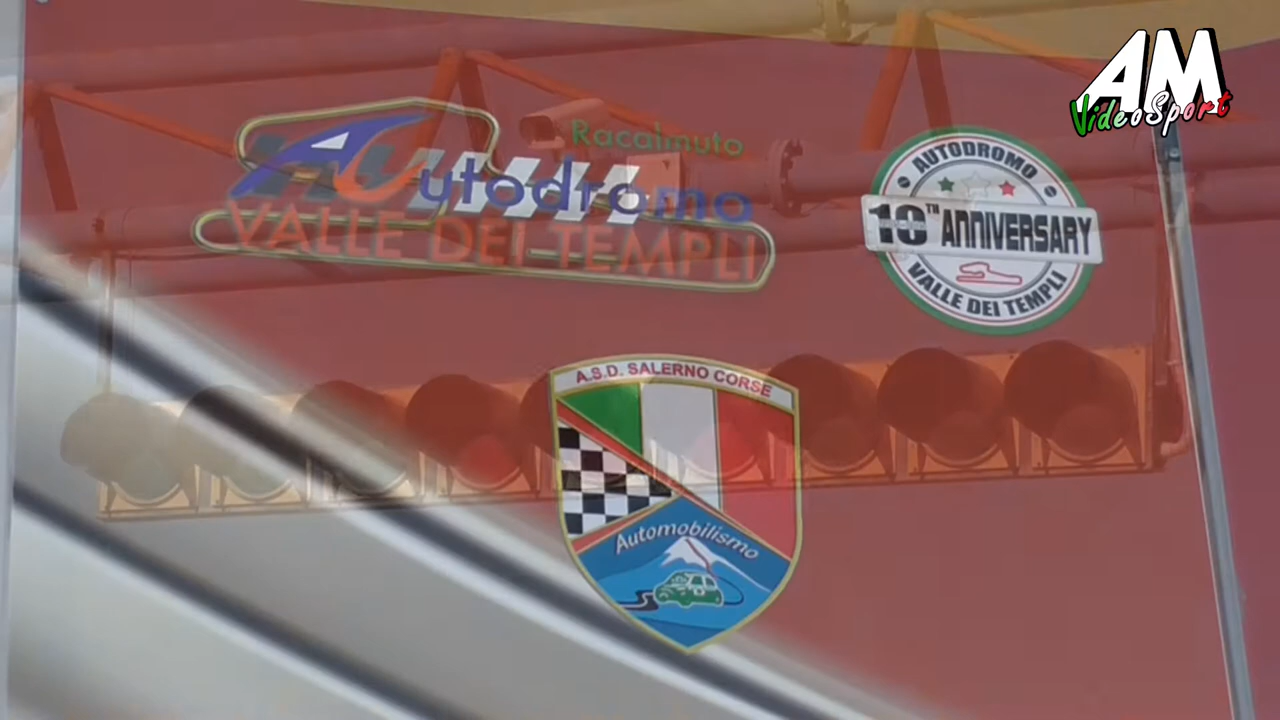 AM
VideoSport
Racalmuto
Autodromo
VALLE DEI TEMPLI
AUTODROMO
10TH ANNIVERSARY
VALLE DEI TEMPLI
A.S.D. SALERNO CORSE
Automobilismo